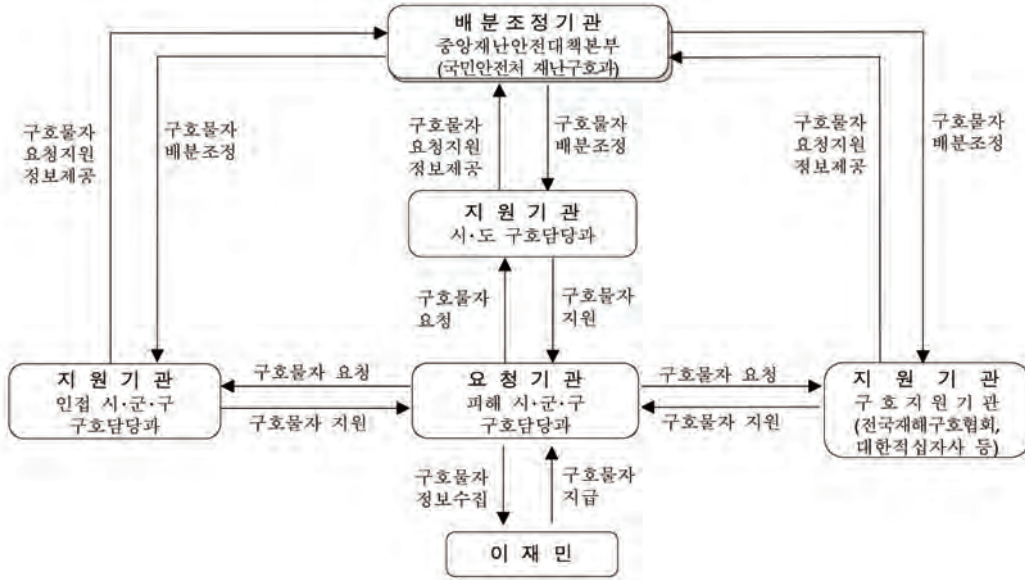 배분조정기관
중앙재난안전대책본부
(국민안전처 재난구호과)
구호물자
요청지원
정보제공
구호물자
배분조정
구호물자
요청지원
정보제공
구호물자
배분조정
구호물자
요청지원
정보제공
구호물자
배분조정
지 원 기 관
시·도 구호담당과
구호물자
요청
구호물자
지원
지 원 기 관
인접 시·군·구
구호담당과
구호물자 요청
구호물자 지원
요 청 기 관
피해 시·군·구
구호담당과
구호물자 요청
구호물자 지원
지 원 기 관
구호지원기관
(전국재해구호협회,
대한적십자사 등)
구호물자
정보수집
구호물자
지급
이 재 민